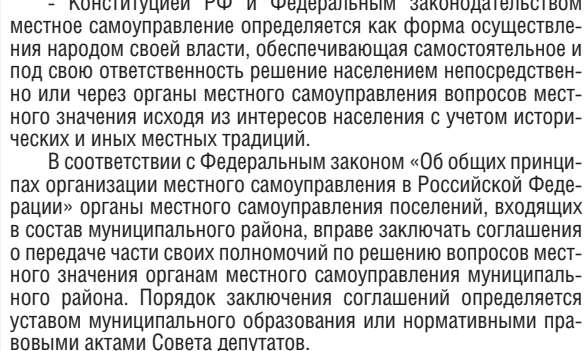 - Конституцией РФ и Федеральным законодательством
местное самоуправление определяется как форма осуществле-
ния народом своей власти, обеспечивающая самостоятельное и
под свою ответственность решение населением непосредствен-
но или через органы местного самоуправления вопросов мест-
ного значения исходя из интересов населения с учетом истори-
ческих и иных местных традиций.
В соответствии с Федеральным законом «Об общих принци-
пах организации местного самоуправления в Российской Феде-
рации» органы местного самоуправления поселений, входящих
в состав муниципального района, вправе заключать соглашения
о передаче части своих полномочий по решению вопросов мест-
ного значения органам местного самоуправления муниципаль-
ного района. Порядок заключения соглашений определяется
уставом муниципального образования или нормативными пра-
вовыми актами Совета депутатов.